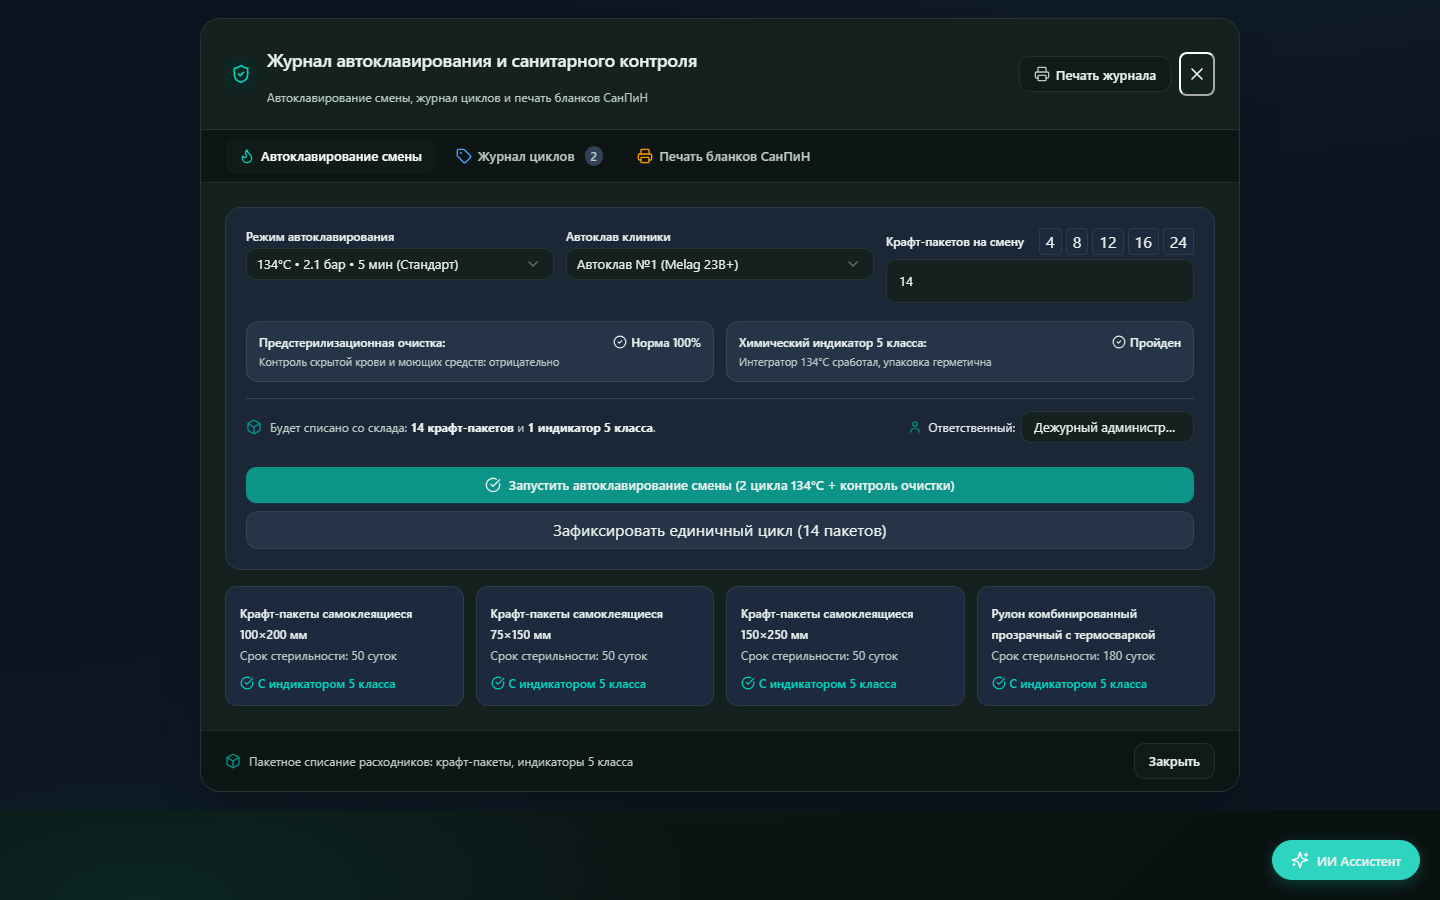 Журнал автоклавирования и санитарного контроля
Автоклавирование смены, журнал циклов и печать бланков СанПиН
Печать журнала
Автоклавирование смены
Журнал циклов 2
Печать бланков СанПиН
Режим автоклавирования
134°C • 2.1 бар • 5 мин (Стандарт)
Автоклав клиники
Автоклав №1 (Melag 23B+)
Крафт-пакетов на смену 4 8 12 16 24
14
Предстерилизационная очистка: Норма 100%
Контроль скрытой крови и моющих средств: отрицательно
Химический индикатор 5 класса: Пройден
Интегратор 134°C сработал, упаковка герметична
Будет списано со склада: 14 крафт-пакетов и 1 индикатор 5 класса.
Ответственный: Дежурный администр...
Запустить автоклавирование смены (2 цикла 134°C + контроль очистки)
Зафиксировать единичный цикл (14 пакетов)
Крафт-пакеты самоклеящиеся
100×200 мм
Срок стерильности: 50 суток
С индикатором 5 класса
Крафт-пакеты самоклеящиеся
75×150 мм
Срок стерильности: 50 суток
С индикатором 5 класса
Крафт-пакеты самоклеящиеся
150×250 мм
Срок стерильности: 50 суток
С индикатором 5 класса
Рулон комбинированный
прозрачный с термосваркой
Срок стерильности: 180 суток
С индикатором 5 класса
Пакетное списание расходников: крафт-пакеты, индикаторы 5 класса
Закрыть
ИИ Ассистент